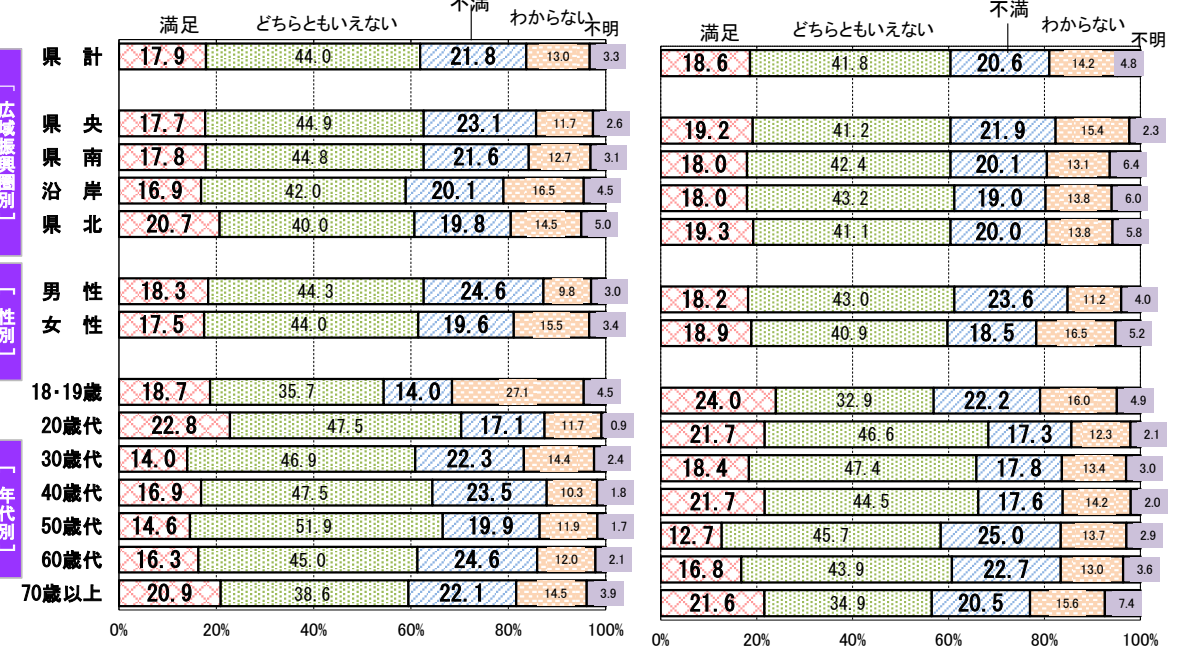 満足 どちらともいえない 不満 わからない 不明 満足 どちらともいえない 不満 わからない 不明
県 計 17.9 44.0 21.8 13.0 3.3 18.6 41.8 20.6 14.2 4.8
[ 広域振興圏別 ]
県 央 17.7 44.9 23.1 11.7 2.6 19.2 41.2 21.9 15.4 2.3
県 南 17.8 44.8 21.6 12.7 3.1 18.0 42.4 20.1 13.1 6.4
沿 岸 16.9 42.0 20.1 16.5 4.5 18.0 43.2 19.0 13.8 6.0
県 北 20.7 40.0 19.8 14.5 5.0 19.3 41.1 20.0 13.8 5.8
[ 性別 ]
男 性 18.3 44.3 24.6 9.8 3.0 18.2 43.0 23.6 11.2 4.0
女 性 17.5 44.0 19.6 15.5 3.4 18.9 40.9 18.5 16.5 5.2
[ 年代別 ]
18・19歳 18.7 35.7 14.0 27.1 4.5 24.0 32.9 22.2 16.0 4.9
20歳代 22.8 47.5 17.1 11.7 0.9 21.7 46.6 17.3 12.3 2.1
30歳代 14.0 46.9 22.3 14.4 2.4 18.4 47.4 17.8 13.4 3.0
40歳代 16.9 47.5 23.5 10.3 1.8 21.7 44.5 17.6 14.2 2.0
50歳代 14.6 51.9 19.9 11.9 1.7 12.7 45.7 25.0 13.7 2.9
60歳代 16.3 45.0 24.6 12.0 2.1 16.8 43.9 22.7 13.0 3.6
70歳以上 20.9 38.6 22.1 14.5 3.9 21.6 34.9 20.5 15.6 7.4
0% 20% 40% 60% 80% 100% 0% 20% 40% 60% 80% 100%